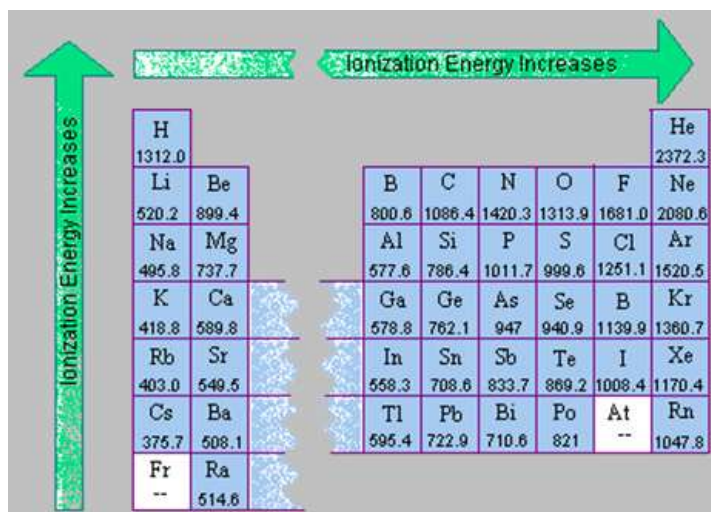 Ionization Energy Increases
Ionization Energy Increases
H He
1312.0 2372.3
Li Be B C N O F Ne
520.2 899.4 800.6 1086.4 1420.3 1313.9 1681.0 2080.6
Na Mg Al Si P S Cl Ar
495.8 737.7 577.6 786.4 1011.7 999.6 1251.1 1520.5
K Ca Ga Ge As Se B Kr
418.8 589.8 578.8 762.1 947 940.9 1139.9 1360.7
Rb Sr In Sn Sb Te I Xe
403.0 549.5 558.3 708.6 833.7 869.2 1008.4 1170.4
Cs Ba Tl Pb Bi Po At Rn
375.7 508.1 595.4 722.9 710.6 821 -- 1047.8
Fr Ra
-- 514.6